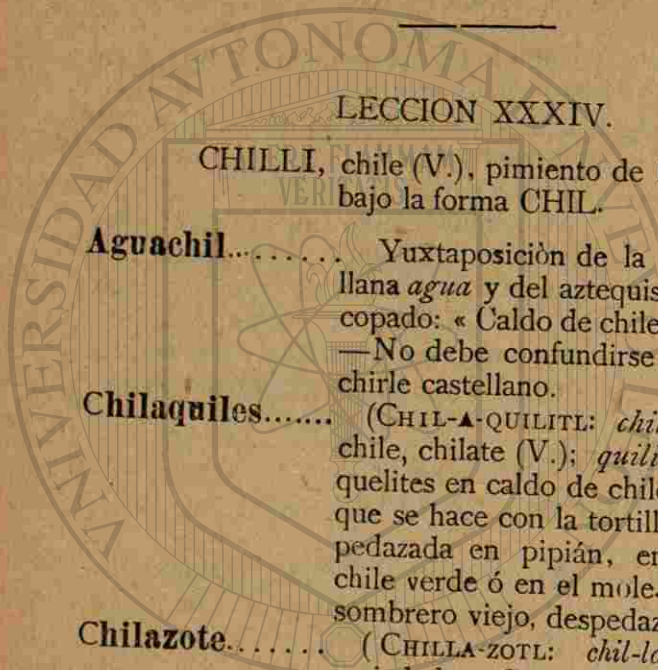 LECCION XXXIV.
CHILLI, chile (V.), pimiento de
bajo la forma CHIL.
Aguachil......... Yuxtaposiciòn de la
llana agua y del aztequis
copado: « Caldo de chile
—No debe confundirse
chirle castellano.
Chilaquiles....... (CHIL-A-QUILITL: chil
chile, chilate (V.); quili
quelites en caldo de chile
que se hace con la tortill
pedazada en pipián, en
chile verde ó en el mole.
sombrero viejo, despedaz
Chilazote....... (CHILLA-ZOTL: chil-lo